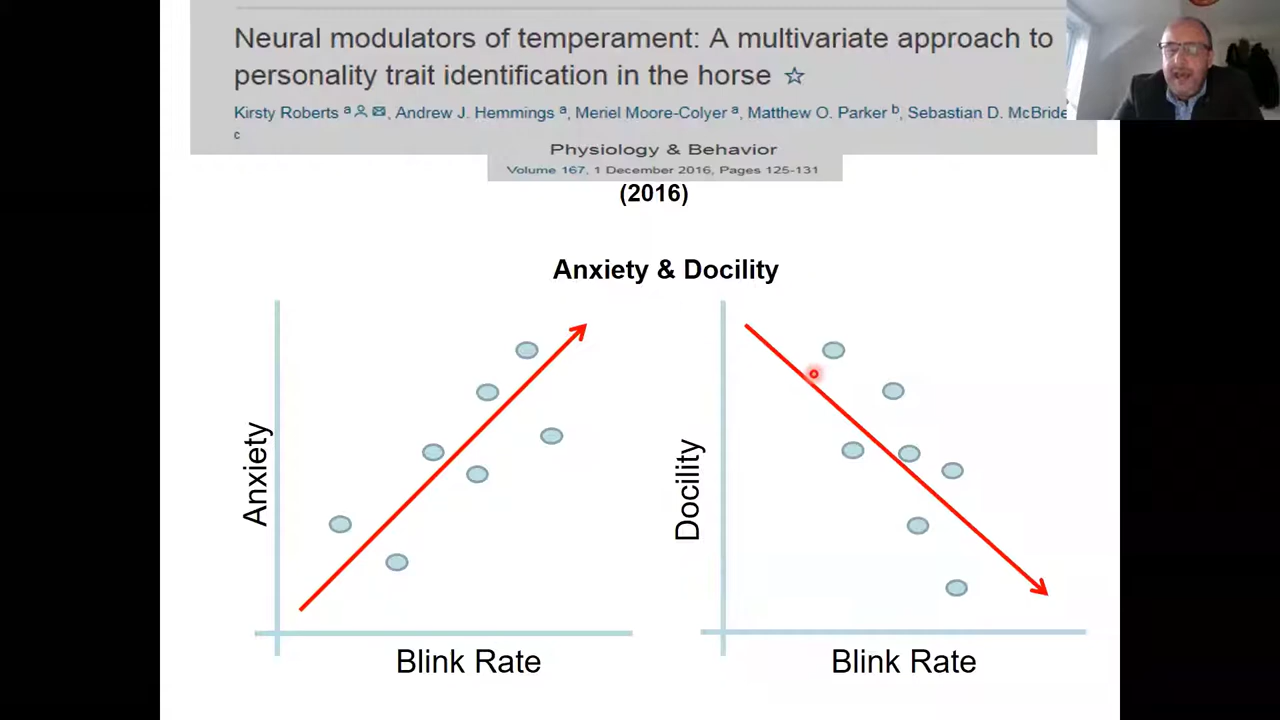 Neural modulators of temperament: A multivariate approach to
personality trait identification in the horse ☆
Kirsty Roberts a, Andrew J. Hemmings a, Meriel Moore-Colyer a, Matthew O. Parker b, Sebastian D. McBride
c
Physiology & Behavior
Volume 167, 1 December 2016, Pages 125-131
(2016)
Anxiety & Docility
Anxiety
Docility
Blink Rate
Blink Rate